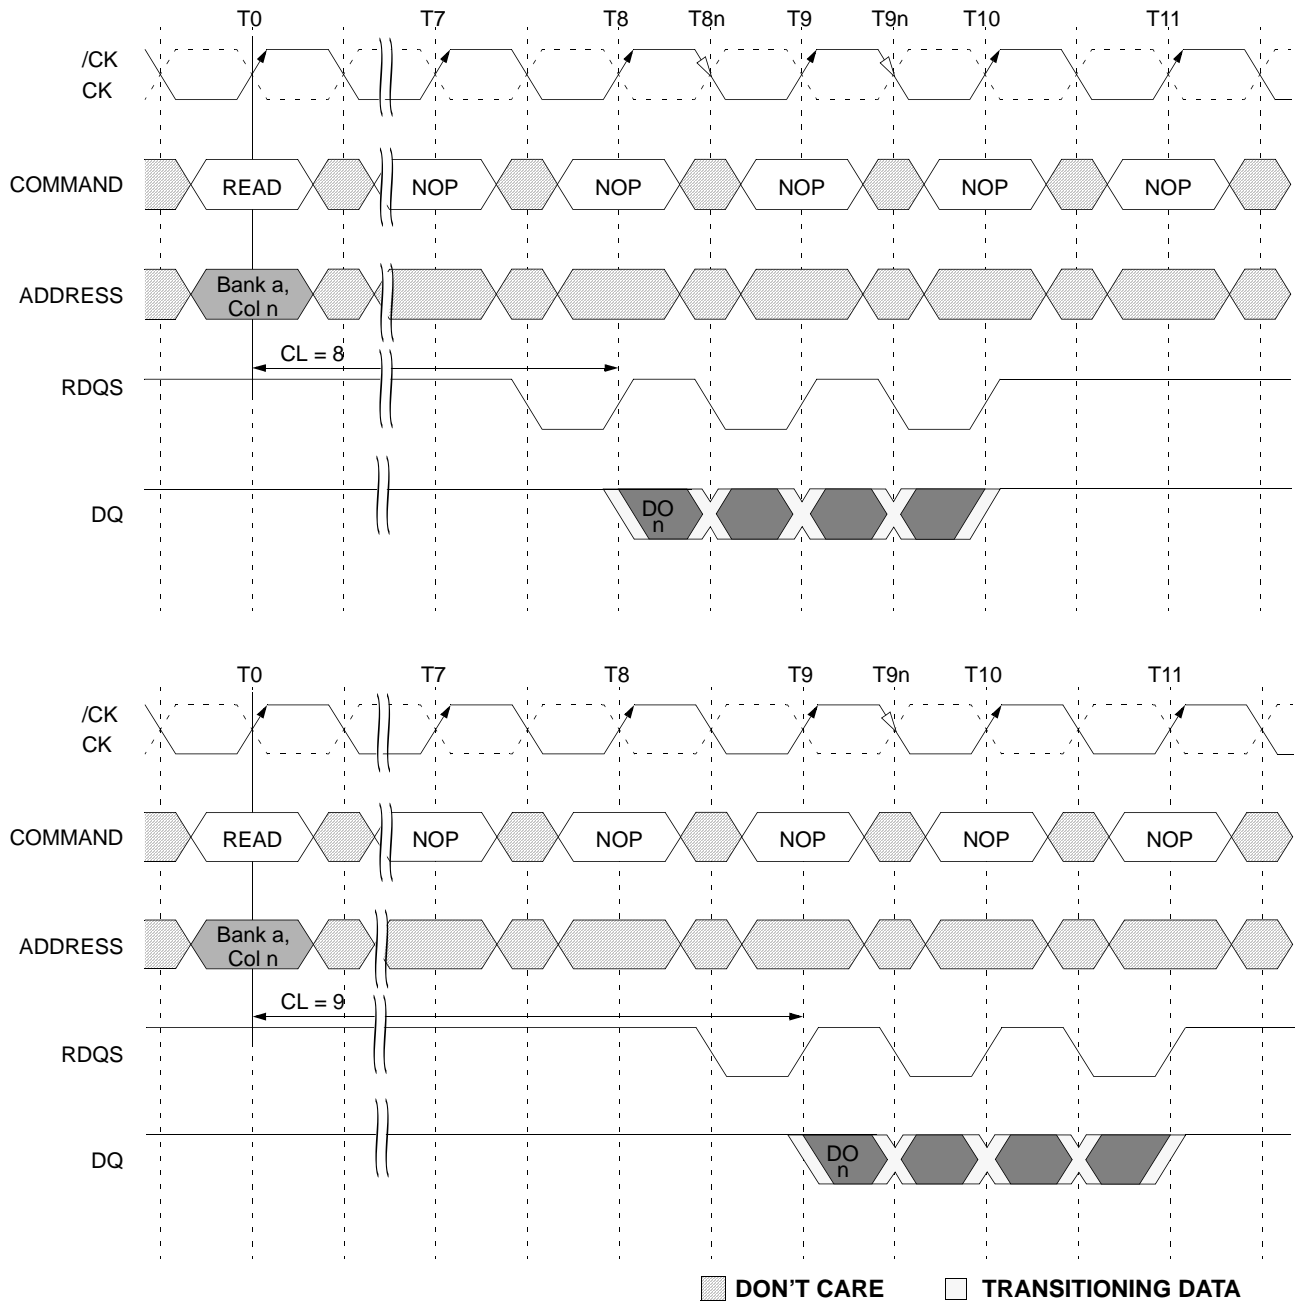 T0 T7 T8 T8n T9 T9n T10 T11
/CK
CK
COMMAND READ NOP NOP NOP NOP NOP
ADDRESS Bank a,
Col n
CL = 8
RDQS
DQ DO
n
T0 T7 T8 T9 T9n T10 T11
/CK
CK
COMMAND READ NOP NOP NOP NOP NOP
ADDRESS Bank a,
Col n
CL = 9
RDQS
DQ DO
n
DON'T CARE TRANSITIONING DATA